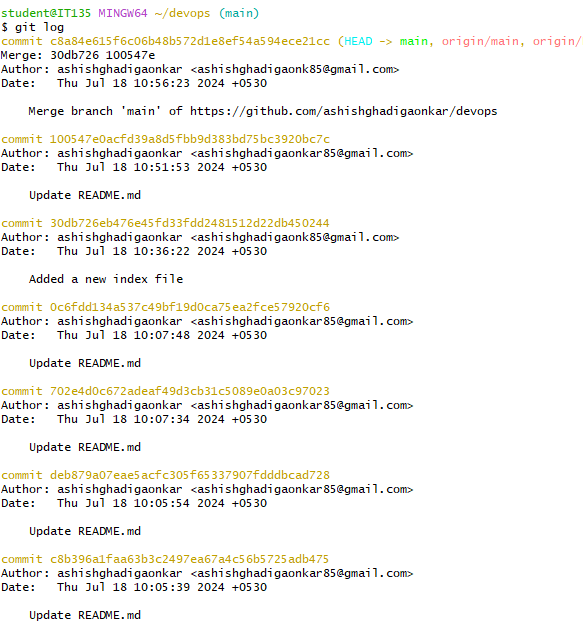 student@IT135 MINGW64 ~/devops (main)
$ git log
commit c8a84e615f6c06b48b572d1e8ef54a594ece21cc (HEAD -> main, origin/main, origin/
Merge: 30db726 100547e
Author: ashishghadigaonkar <ashishghadigaonk85@gmail.com>
Date:   Thu Jul 18 10:56:23 2024 +0530

    Merge branch 'main' of https://github.com/ashishghadigaonkar/devops

commit 100547e0acfd39a8d5fbb9d383bd75bc3920bc7c
Author: ashishghadigaonkar <ashishghadigaonkar85@gmail.com>
Date:   Thu Jul 18 10:51:53 2024 +0530

    Update README.md

commit 30db726eb476e45fd33fdd2481512d22db450244
Author: ashishghadigaonkar <ashishghadigaonk85@gmail.com>
Date:   Thu Jul 18 10:36:22 2024 +0530

    Added a new index file

commit 0c6fdd134a537c49bf19d0ca75ea2fce57920cf6
Author: ashishghadigaonkar <ashishghadigaonkar85@gmail.com>
Date:   Thu Jul 18 10:07:48 2024 +0530

    Update README.md

commit 702e4d0c672adeaf49d3cb31c5089e0a03c97023
Author: ashishghadigaonkar <ashishghadigaonkar85@gmail.com>
Date:   Thu Jul 18 10:07:34 2024 +0530

    Update README.md

commit deb879a07eae5acfc305f65337907fdddbcad728
Author: ashishghadigaonkar <ashishghadigaonkar85@gmail.com>
Date:   Thu Jul 18 10:05:54 2024 +0530

    Update README.md

commit c8b396a1faa63b3c2497ea67a4c56b5725adb475
Author: ashishghadigaonkar <ashishghadigaonkar85@gmail.com>
Date:   Thu Jul 18 10:05:39 2024 +0530

    Update README.md